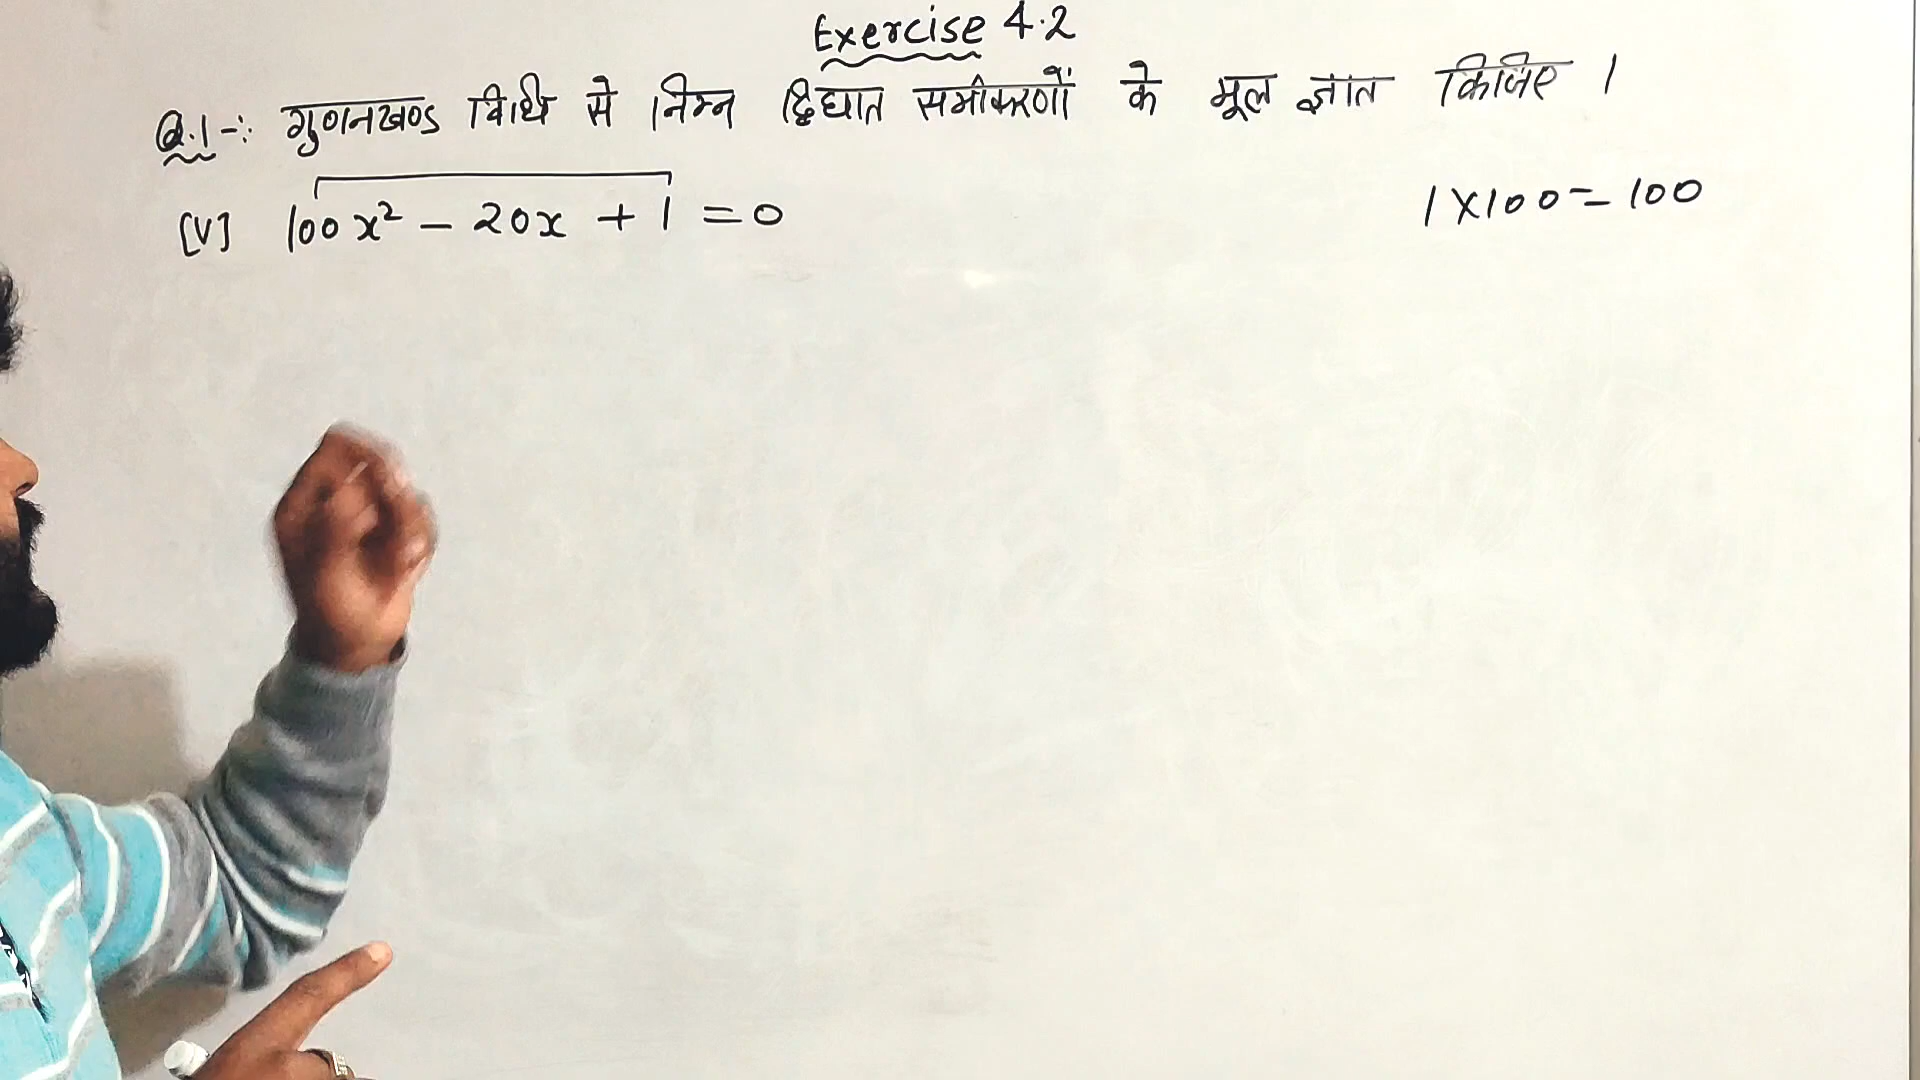 Exercise 4.2
Q.1-: गुणनखण्ड विधि से निम्न द्विघात समीकरणों के मूल ज्ञात किजिए ।
[V] 100x² - 20x + 1 = 0
1 X 100 = 100